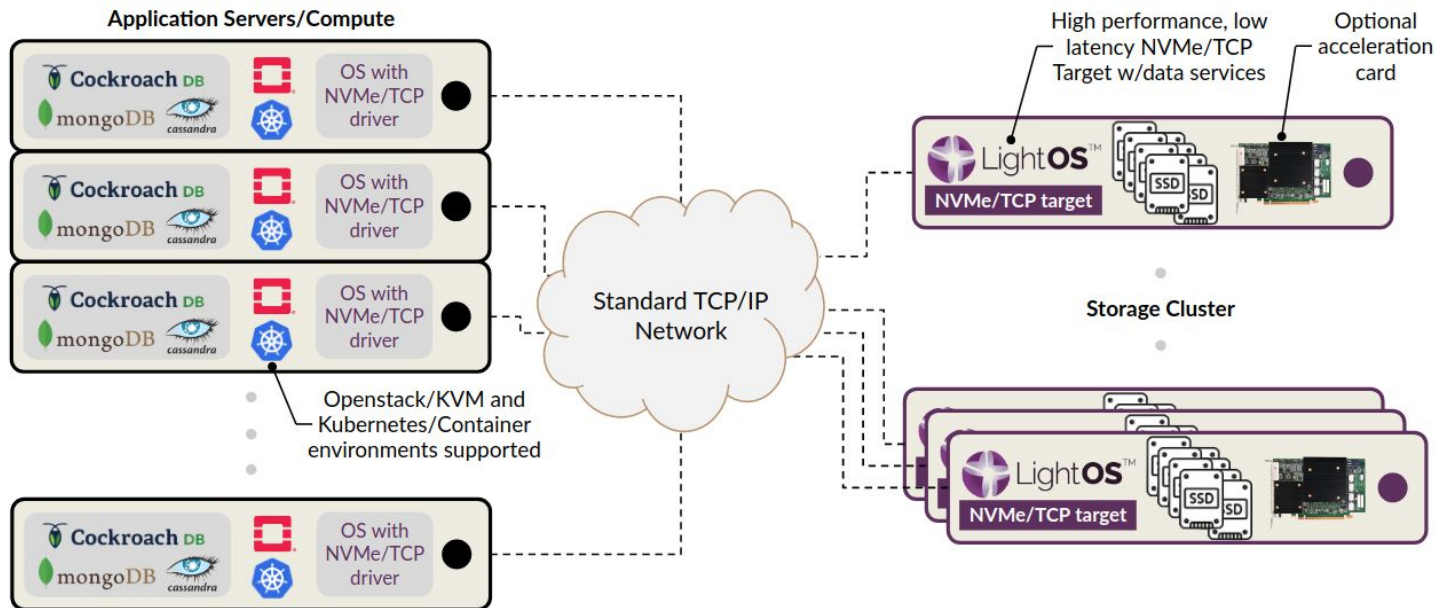 Application Servers/Compute
Cockroach DB
mongoDB
cassandra
OS with
NVMe/TCP
driver
Cockroach DB
mongoDB
cassandra
OS with
NVMe/TCP
driver
Cockroach DB
mongoDB
cassandra
OS with
NVMe/TCP
driver
Openstack/KVM and
Kubernetes/Container
environments supported
Cockroach DB
mongoDB
cassandra
OS with
NVMe/TCP
driver
Standard TCP/IP
Network
High performance, low
latency NVMe/TCP
Target w/data services
Optional
acceleration
card
LightOS™
NVMe/TCP target
SSD
SSD
Storage Cluster
LightOS™
NVMe/TCP target
SSD
SSD